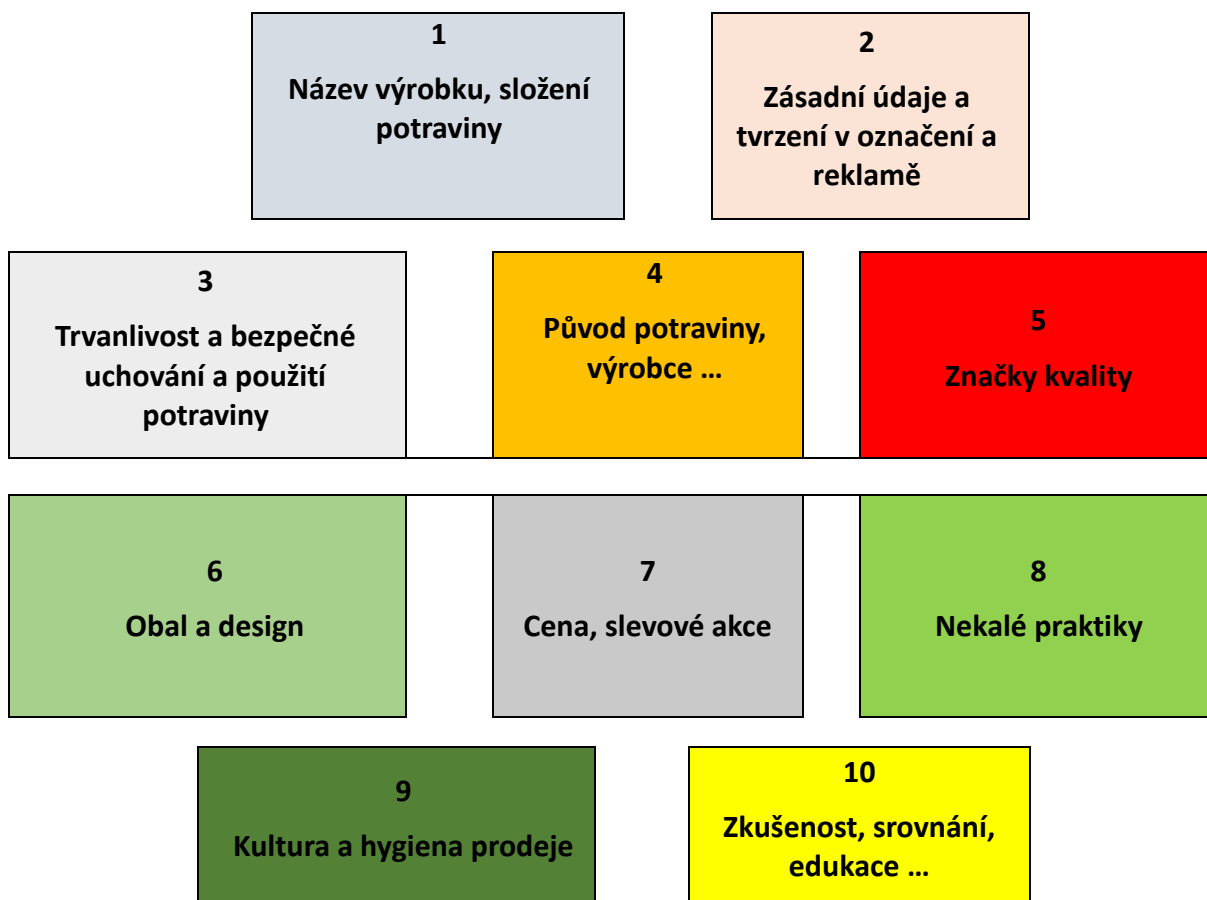 1
Název výrobku, složení
potraviny
2
Zásadní údaje a
tvrzení v označení a
reklamě
3
Trvanlivost a bezpečné
uchování a použití
potraviny
4
Původ potraviny,
výrobce …
5
Značky kvality
6
Obal a design
7
Cena, slevové akce
8
Nekalé praktiky
9
Kultura a hygiena prodeje
10
Zkušenost, srovnání,
edukace …